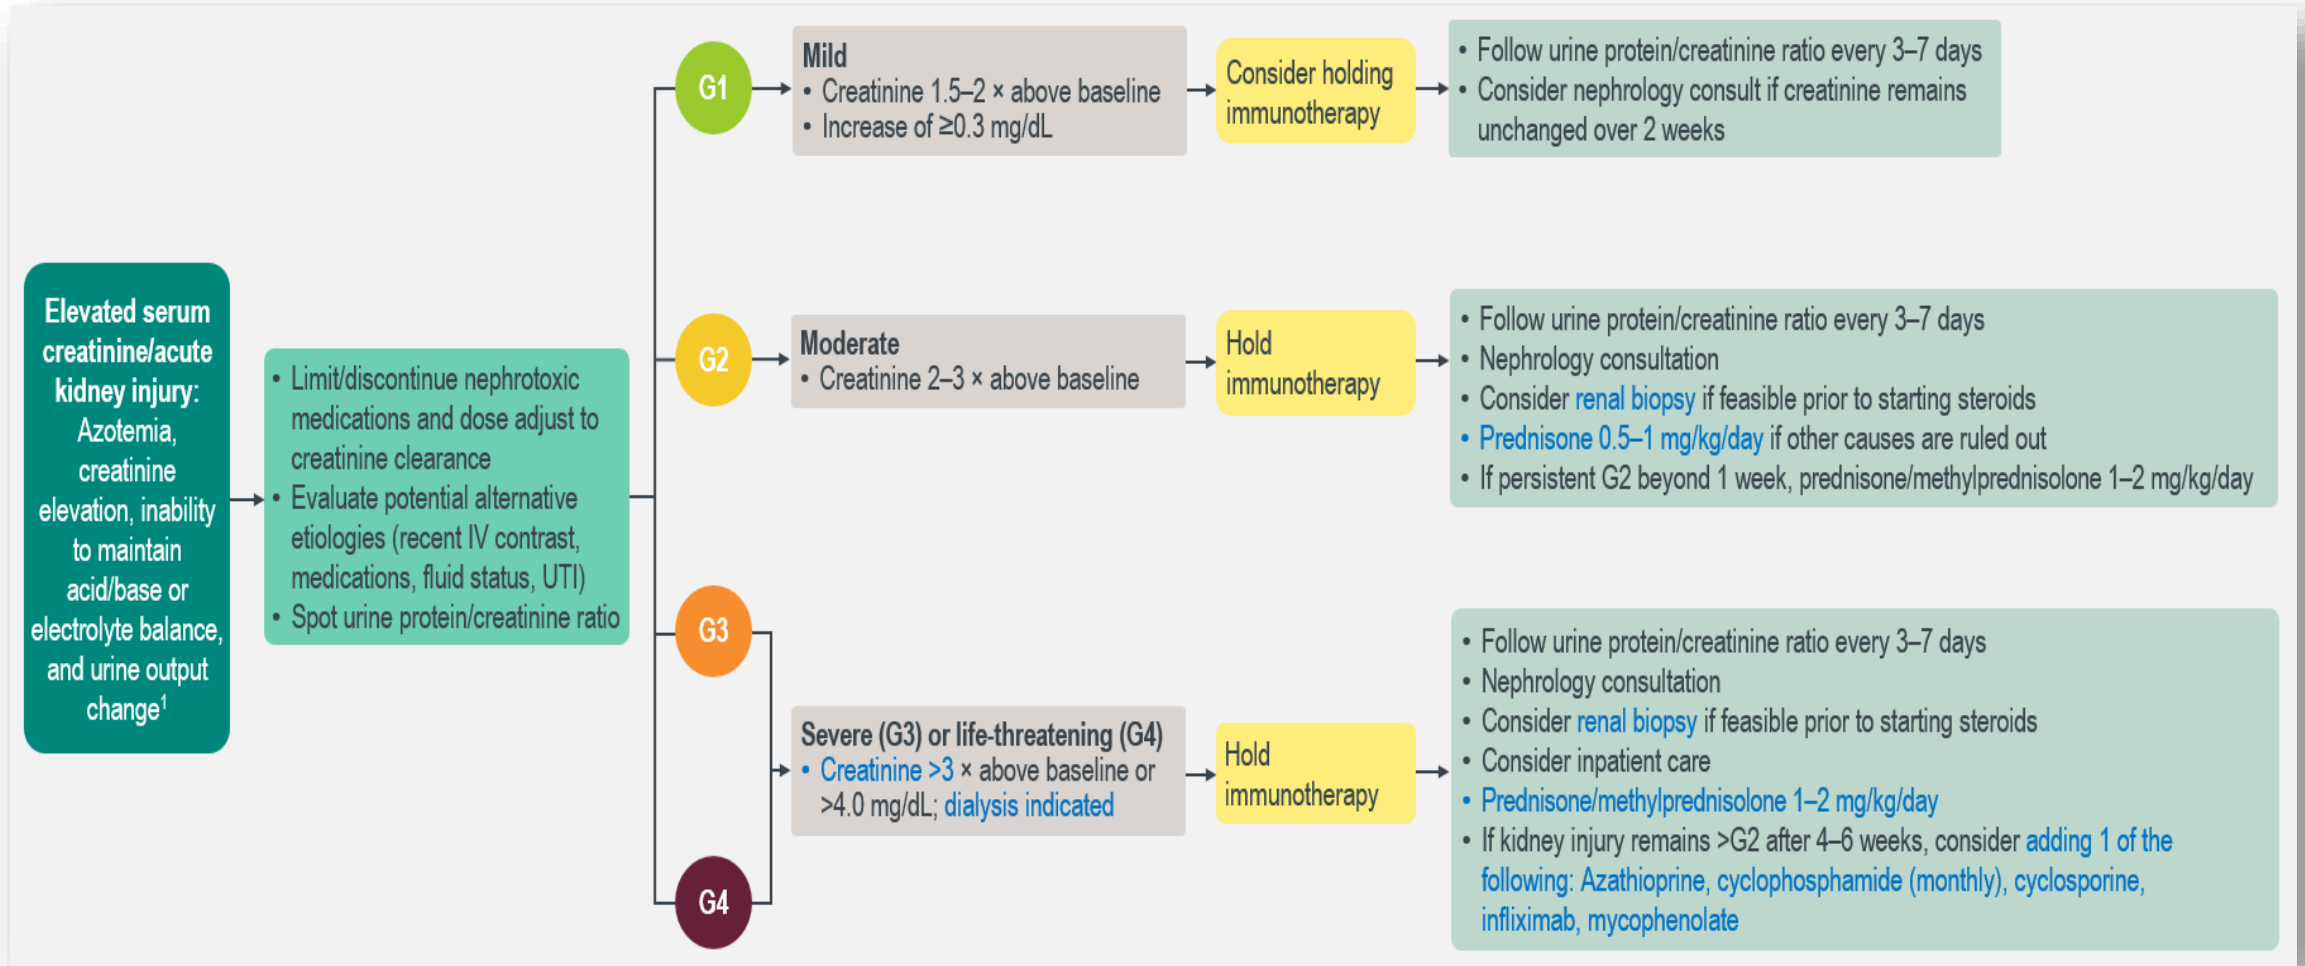 Elevated serum
creatinine/acute
kidney injury:
Azotemia,
creatinine
elevation, inability
to maintain
acid/base or
electrolyte balance,
and urine output
change¹
• Limit/discontinue nephrotoxic
medications and dose adjust to
creatinine clearance
• Evaluate potential alternative
etiologies (recent IV contrast,
medications, fluid status, UTI)
• Spot urine protein/creatinine ratio
G1
Mild
• Creatinine 1.5–2 × above baseline
• Increase of ≥0.3 mg/dL
Consider holding
immunotherapy
• Follow urine protein/creatinine ratio every 3–7 days
• Consider nephrology consult if creatinine remains
unchanged over 2 weeks
G2
Moderate
• Creatinine 2–3 × above baseline
Hold
immunotherapy
• Follow urine protein/creatinine ratio every 3–7 days
• Nephrology consultation
• Consider renal biopsy if feasible prior to starting steroids
• Prednisone 0.5–1 mg/kg/day if other causes are ruled out
• If persistent G2 beyond 1 week, prednisone/methylprednisolone 1–2 mg/kg/day
G3
G4
Severe (G3) or life-threatening (G4)
• Creatinine >3 × above baseline or
>4.0 mg/dL; dialysis indicated
Hold
immunotherapy
• Follow urine protein/creatinine ratio every 3–7 days
• Nephrology consultation
• Consider renal biopsy if feasible prior to starting steroids
• Consider inpatient care
• Prednisone/methylprednisolone 1–2 mg/kg/day
• If kidney injury remains >G2 after 4–6 weeks, consider adding 1 of the
following: Azathioprine, cyclophosphamide (monthly), cyclosporine,
infliximab, mycophenolate